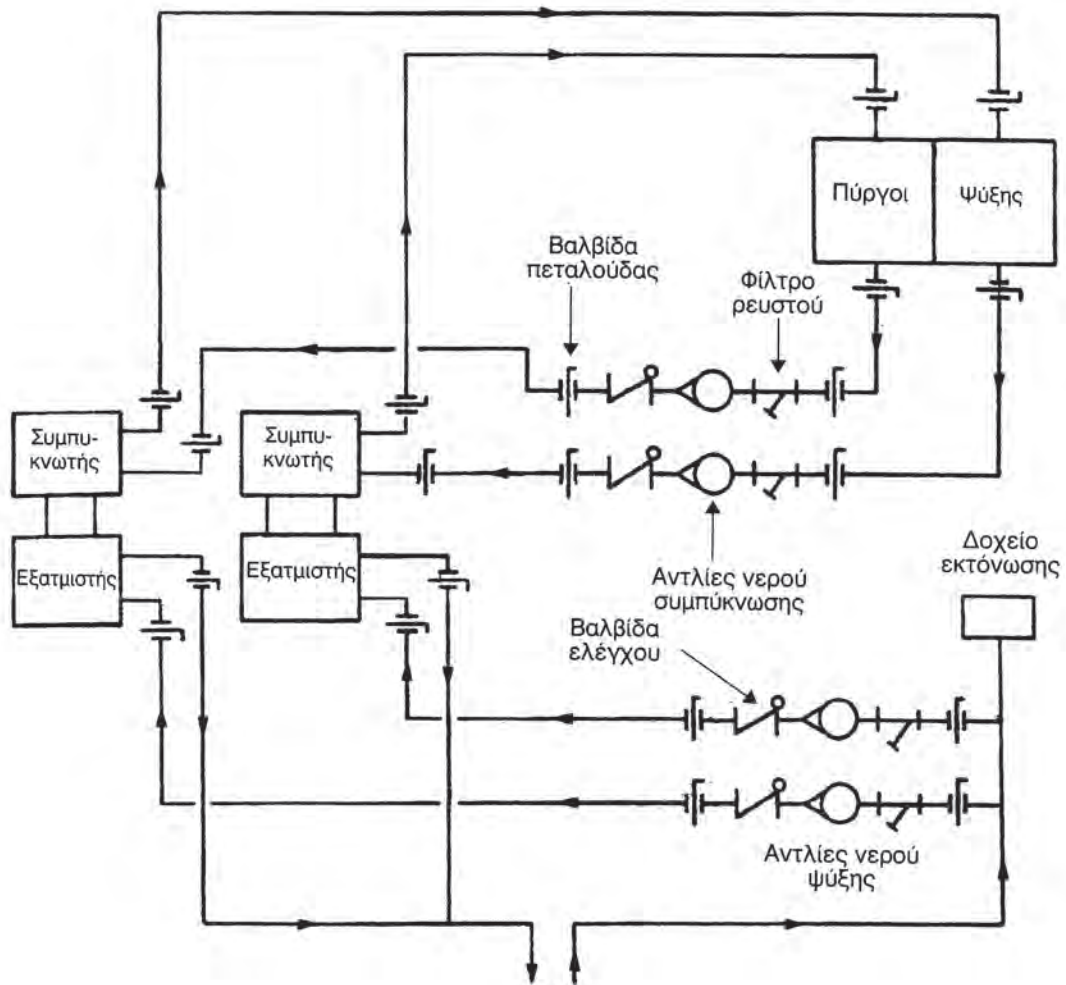 Πύργοι
Ψύξης
Βαλβίδα
πεταλούδας
Φίλτρο
ρευστού
Συμπυ-
κνωτής
Συμπυ-
κνωτής
Εξατμιστής
Εξατμιστής
Αντλίες νερού
συμπύκνωσης
Δοχείο
εκτόνωσης
Βαλβίδα
ελέγχου
Αντλίες νερού
ψύξης